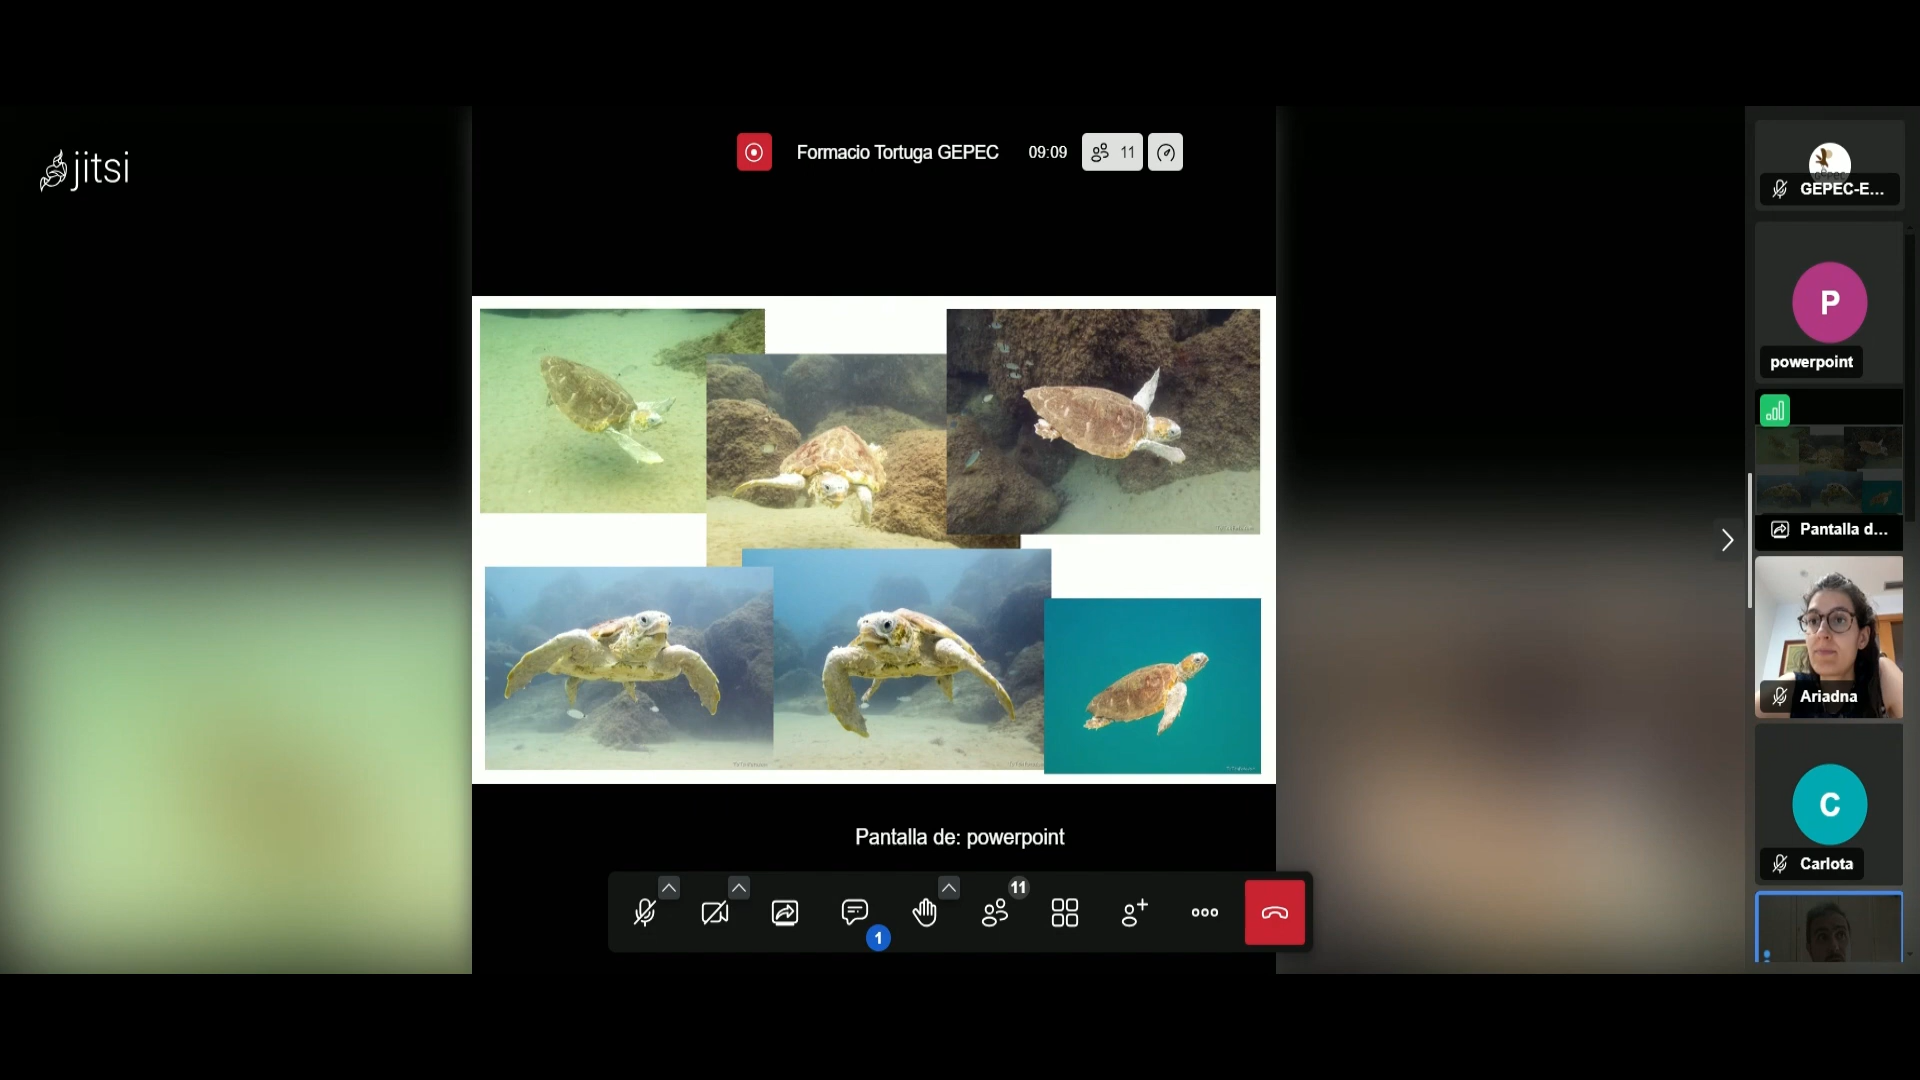 jitsi
Formacio Tortuga GEPEC
09:09
11
GEPEC-E...
P
powerpoint
Pantalla d...
Ariadna
C
Carlota
Pantalla de: powerpoint
11
1